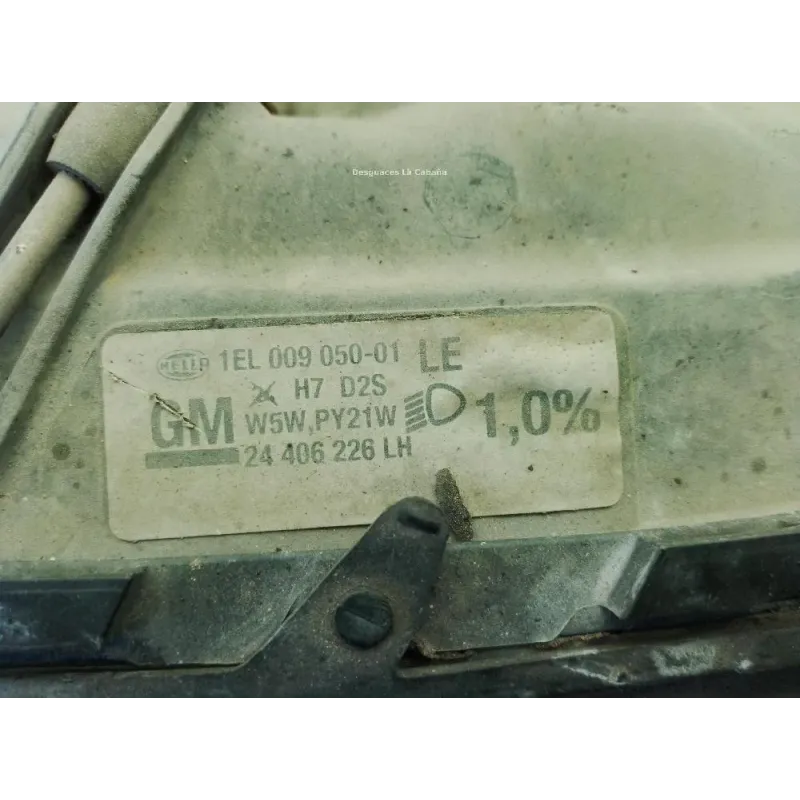 Desguaces La Cabaña
HELLA 1EL 009 050-01 LE
H7 D2S
GM W5W,PY21W 1,0%
24 406 226 LH